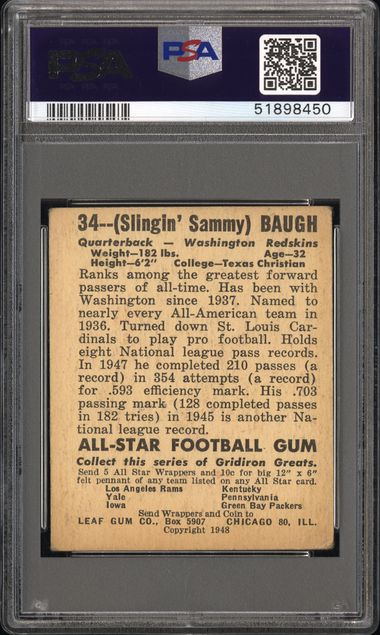 PSA
PSA
51898450
34--(Slingin' Sammy) BAUGH
Quarterback — Washington Redskins
Weight—182 lbs. Age—32
Height—6'2" College—Texas Christian
Ranks among the greatest forward
passers of all-time. Has been with
Washington since 1937. Named to
nearly every All-American team in
1936. Turned down St. Louis Car-
dinals to play pro football. Holds
eight National league pass records.
In 1947 he completed 210 passes (a
record) in 354 attempts (a record)
for .593 efficiency mark. His .703
passing mark (128 completed passes
in 182 tries) in 1945 is another Na-
tional league record.
ALL-STAR FOOTBALL GUM
Collect this series of Gridiron Greats.
Send 5 All Star Wrappers and 10c for big 12" x 6"
felt pennant of any team listed on any All Star card.
Los Angeles Rams Kentucky
Yale Pennsylvania
Iowa Green Bay Packers
Send Wrappers and Coin to
LEAF GUM CO., Box 5907 CHICAGO 80, ILL.
Copyright 1948